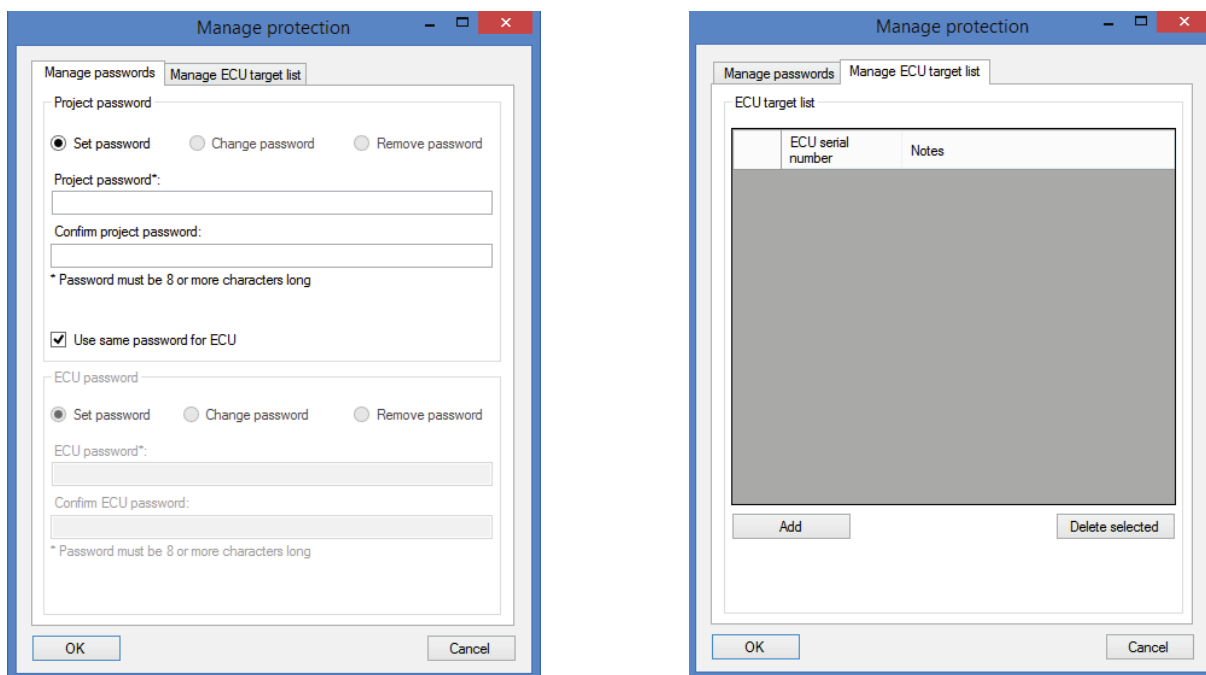 Manage protection
Manage passwords Manage ECU target list
Project password
Set password Change password Remove password
Project password*:
Confirm project password:
* Password must be 8 or more characters long
Use same password for ECU
ECU password
Set password Change password Remove password
ECU password*:
Confirm ECU password:
* Password must be 8 or more characters long
OK Cancel
Manage protection
Manage passwords Manage ECU target list
ECU target list
ECU serial
number
Notes
Add Delete selected
OK Cancel